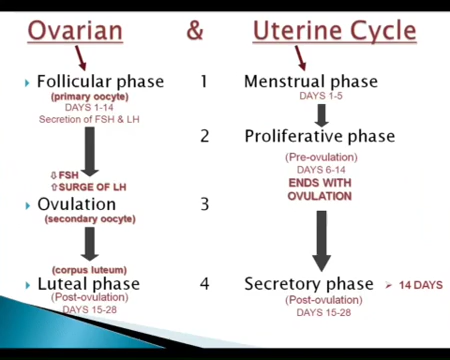 Ovarian & Uterine Cycle
Follicular phase 1 Menstrual phase
(primary oocyte) DAYS 1-5
DAYS 1-14
Secretion of FSH & LH
2 Proliferative phase
(Pre-ovulation)
DAYS 6-14
⇩ FSH ENDS WITH
⇧ SURGE OF LH OVULATION
Ovulation 3
(secondary oocyte)
(corpus luteum)
Luteal phase 4 Secretory phase ➢ 14 DAYS
(Post-ovulation) (Post-ovulation)
DAYS 15-28 DAYS 15-28